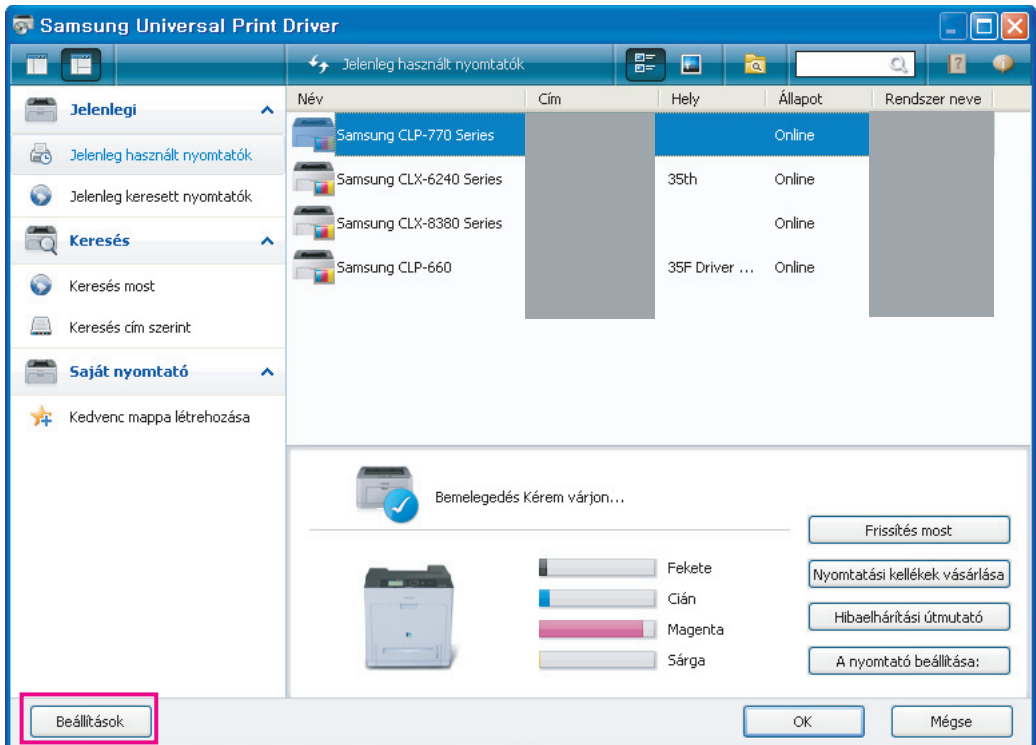 Samsung Universal Print Driver
Jelenleg használt nyomtatók
Jelenlegi
Jelenleg használt nyomtatók
Jelenleg keresett nyomtatók
Keresés
Keresés most
Keresés cím szerint
Saját nyomtató
Kedvenc mappa létrehozása
Név Cím Hely Állapot Rendszer neve
Samsung CLP-770 Series Online
Samsung CLX-6240 Series 35th Online
Samsung CLX-8380 Series Online
Samsung CLP-660 35F Driver ... Online
Bemelegedés Kérem várjon...
Fekete
Cián
Magenta
Sárga
Frissítés most
Nyomtatási kellékek vásárlása
Hibaelhárítási útmutató
A nyomtató beállítása:
Beállítások
OK
Mégse